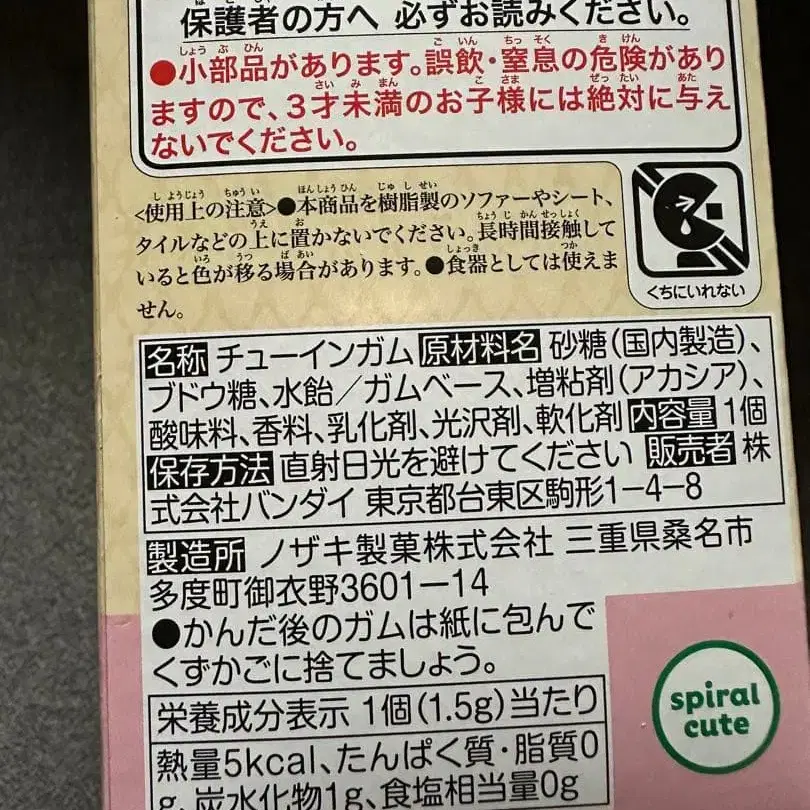 保護者の方へ 必ずお読みください。
●小部品があります。誤飲・窒息の危険があり
ますので、3才未満のお子様には絶対に与え
ないでください。
<使用上の注意>●本商品を樹脂製のソファーやシート、
タイルなどの上に置かないでください。長時間接触して
いると色が移る場合があります。●食器としては使えま
せん。
くちにいれない
名称 チューインガム 原材料名 砂糖(国内製造)、
ブドウ糖、水飴/ガムベース、増粘剤(アカシア)、
酸味料、香料、乳化剤、光沢剤、軟化剤 内容量 1個
保存方法 直射日光を避けてください 販売者 株
式会社バンダイ 東京都台東区駒形1-4-8
製造所 ノザキ製菓株式会社 三重県桑名市
多度町御衣野3601-14
●かんだ後のガムは紙に包んで
くずかごに捨てましょう。
spiral
cute
栄養成分表示 1個(1.5g)当たり
熱量5kcal、たんぱく質・脂質0
g、炭水化物1g、食塩相当量0g